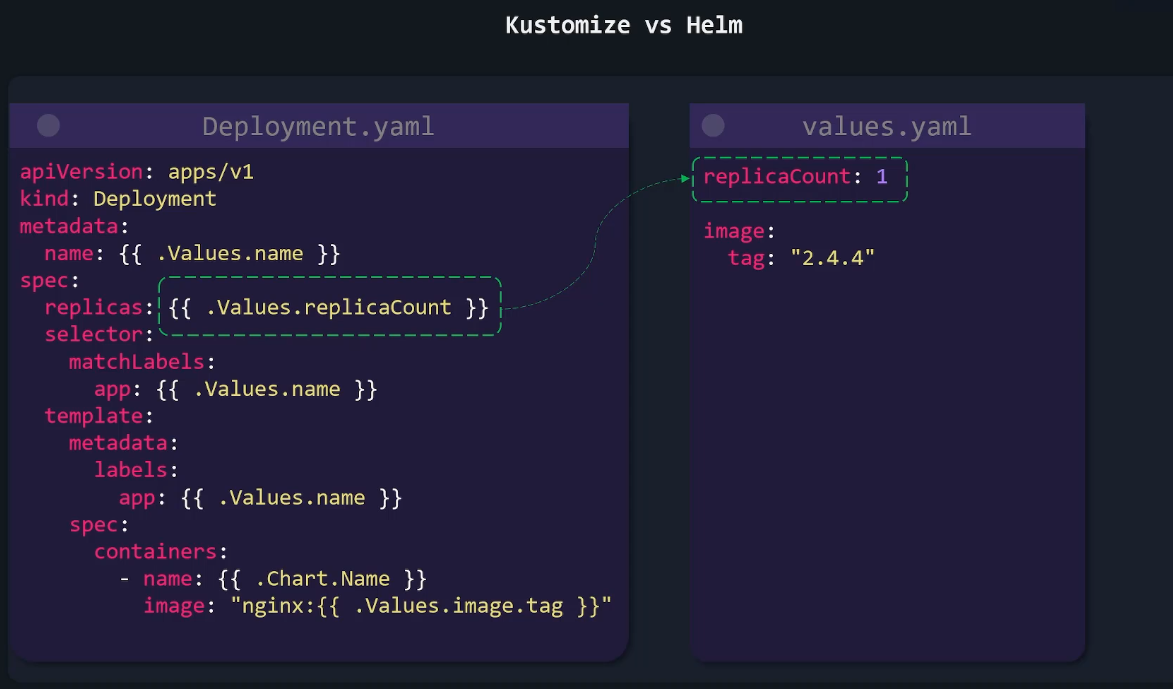 Kustomize vs Helm
Deployment.yaml
apiVersion: apps/v1
kind: Deployment
metadata:
  name: {{ .Values.name }}
spec:
  replicas: {{ .Values.replicaCount }}
  selector:
    matchLabels:
      app: {{ .Values.name }}
  template:
    metadata:
      labels:
        app: {{ .Values.name }}
    spec:
      containers:
        - name: {{ .Chart.Name }}
          image: "nginx:{{ .Values.image.tag }}"
values.yaml
replicaCount: 1
image:
  tag: "2.4.4"